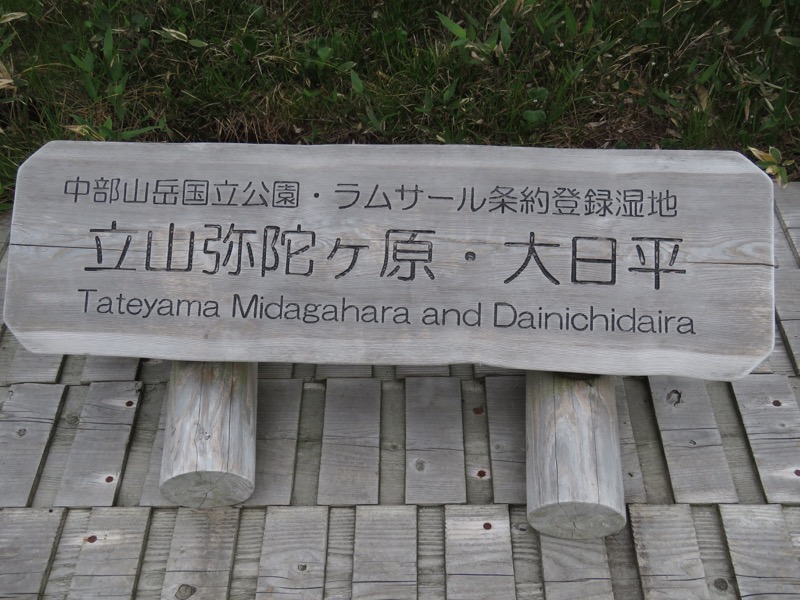 中部山岳国立公園・ラムサール条約登録湿地
立山弥陀ヶ原・大日平
Tateyama Midagahara and Dainichidaira